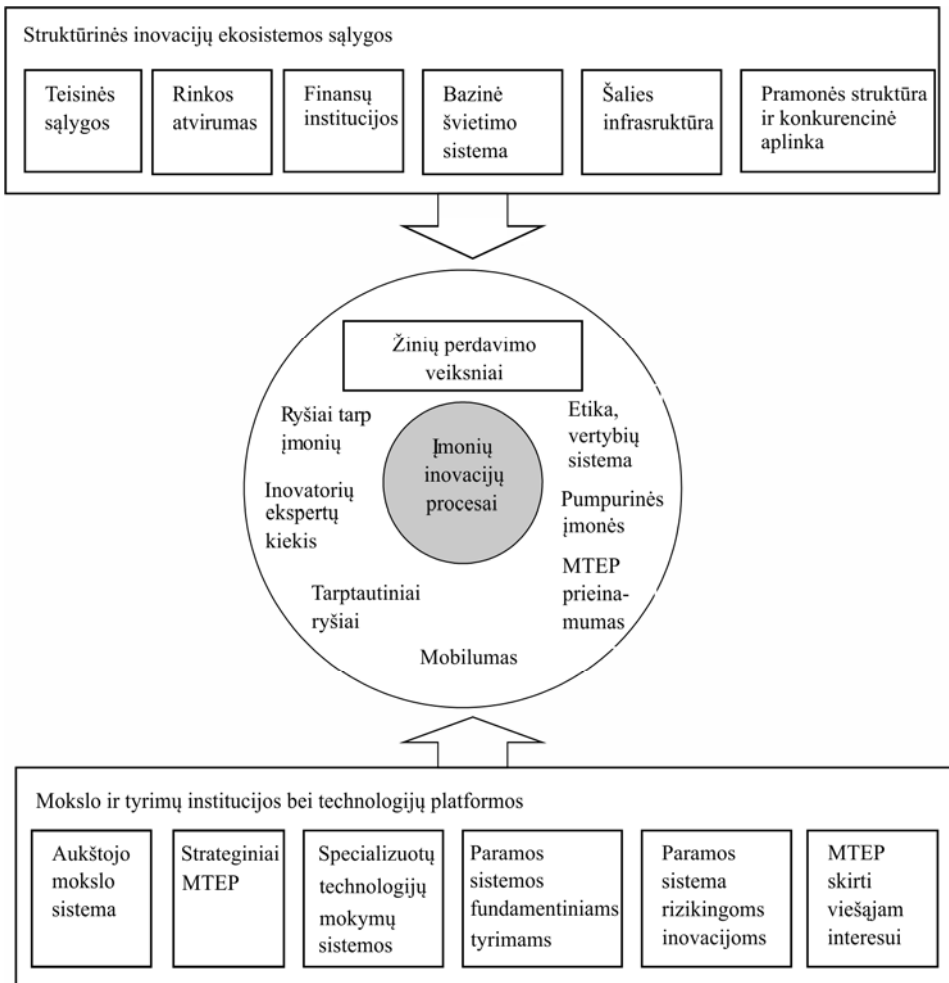 Struktūrinės inovacijų ekosistemos sąlygos
Teisinės
sąlygos
Rinkos
atvirumas
Finansų
institucijos
Bazinė
švietimo
sistema
Šalies
infrasruktūra
Pramonės struktūra
ir konkurencinė
aplinka
Žinių perdavimo
veiksniai
Ryšiai tarp
įmonių
Inovatorių
ekspertų
kiekis
Tarptautiniai
ryšiai
Mobilumas
Įmonių
inovacijų
procesai
Etika,
vertybių
sistema
Pumpurinės
įmonės
MTEP
prieina-
mumas
Mokslo ir tyrimų institucijos bei technologijų platformos
Aukštojo
mokslo
sistema
Strateginiai
MTEP
Specializuotų
technologijų
mokymų
sistemos
Paramos
sistemos
fundamentiniams
tyrimams
Paramos
sistema
rizikingoms
inovacijoms
MTEP
skirti
viešajam
interesui